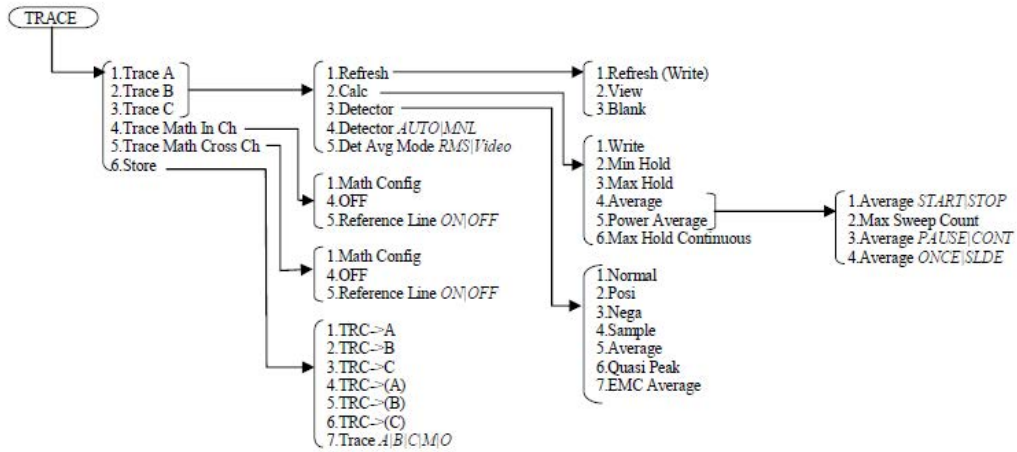 TRACE
1.Trace A
2.Trace B
3.Trace C
4.Trace Math In Ch
5.Trace Math Cross Ch
6.Store
1.Refresh
2.Calc
3.Detector
4.Detector AUTO|MNL
5.Det Avg Mode RMS|Video
1.Math Config
4.OFF
5.Reference Line ON|OFF
1.Math Config
4.OFF
5.Reference Line ON|OFF
1.TRC->A
2.TRC->B
3.TRC->C
4.TRC->(A)
5.TRC->(B)
6.TRC->(C)
7.Trace A|B|C|M|O
1.Refresh (Write)
2.View
3.Blank
1.Write
2.Min Hold
3.Max Hold
4.Average
5.Power Average
6.Max Hold Continuous
1.Normal
2.Posi
3.Nega
4.Sample
5.Average
6.Quasi Peak
7.EMC Average
1.Average START|STOP
2.Max Sweep Count
3.Average PAUSE|CONT
4.Average ONCE|SLDE